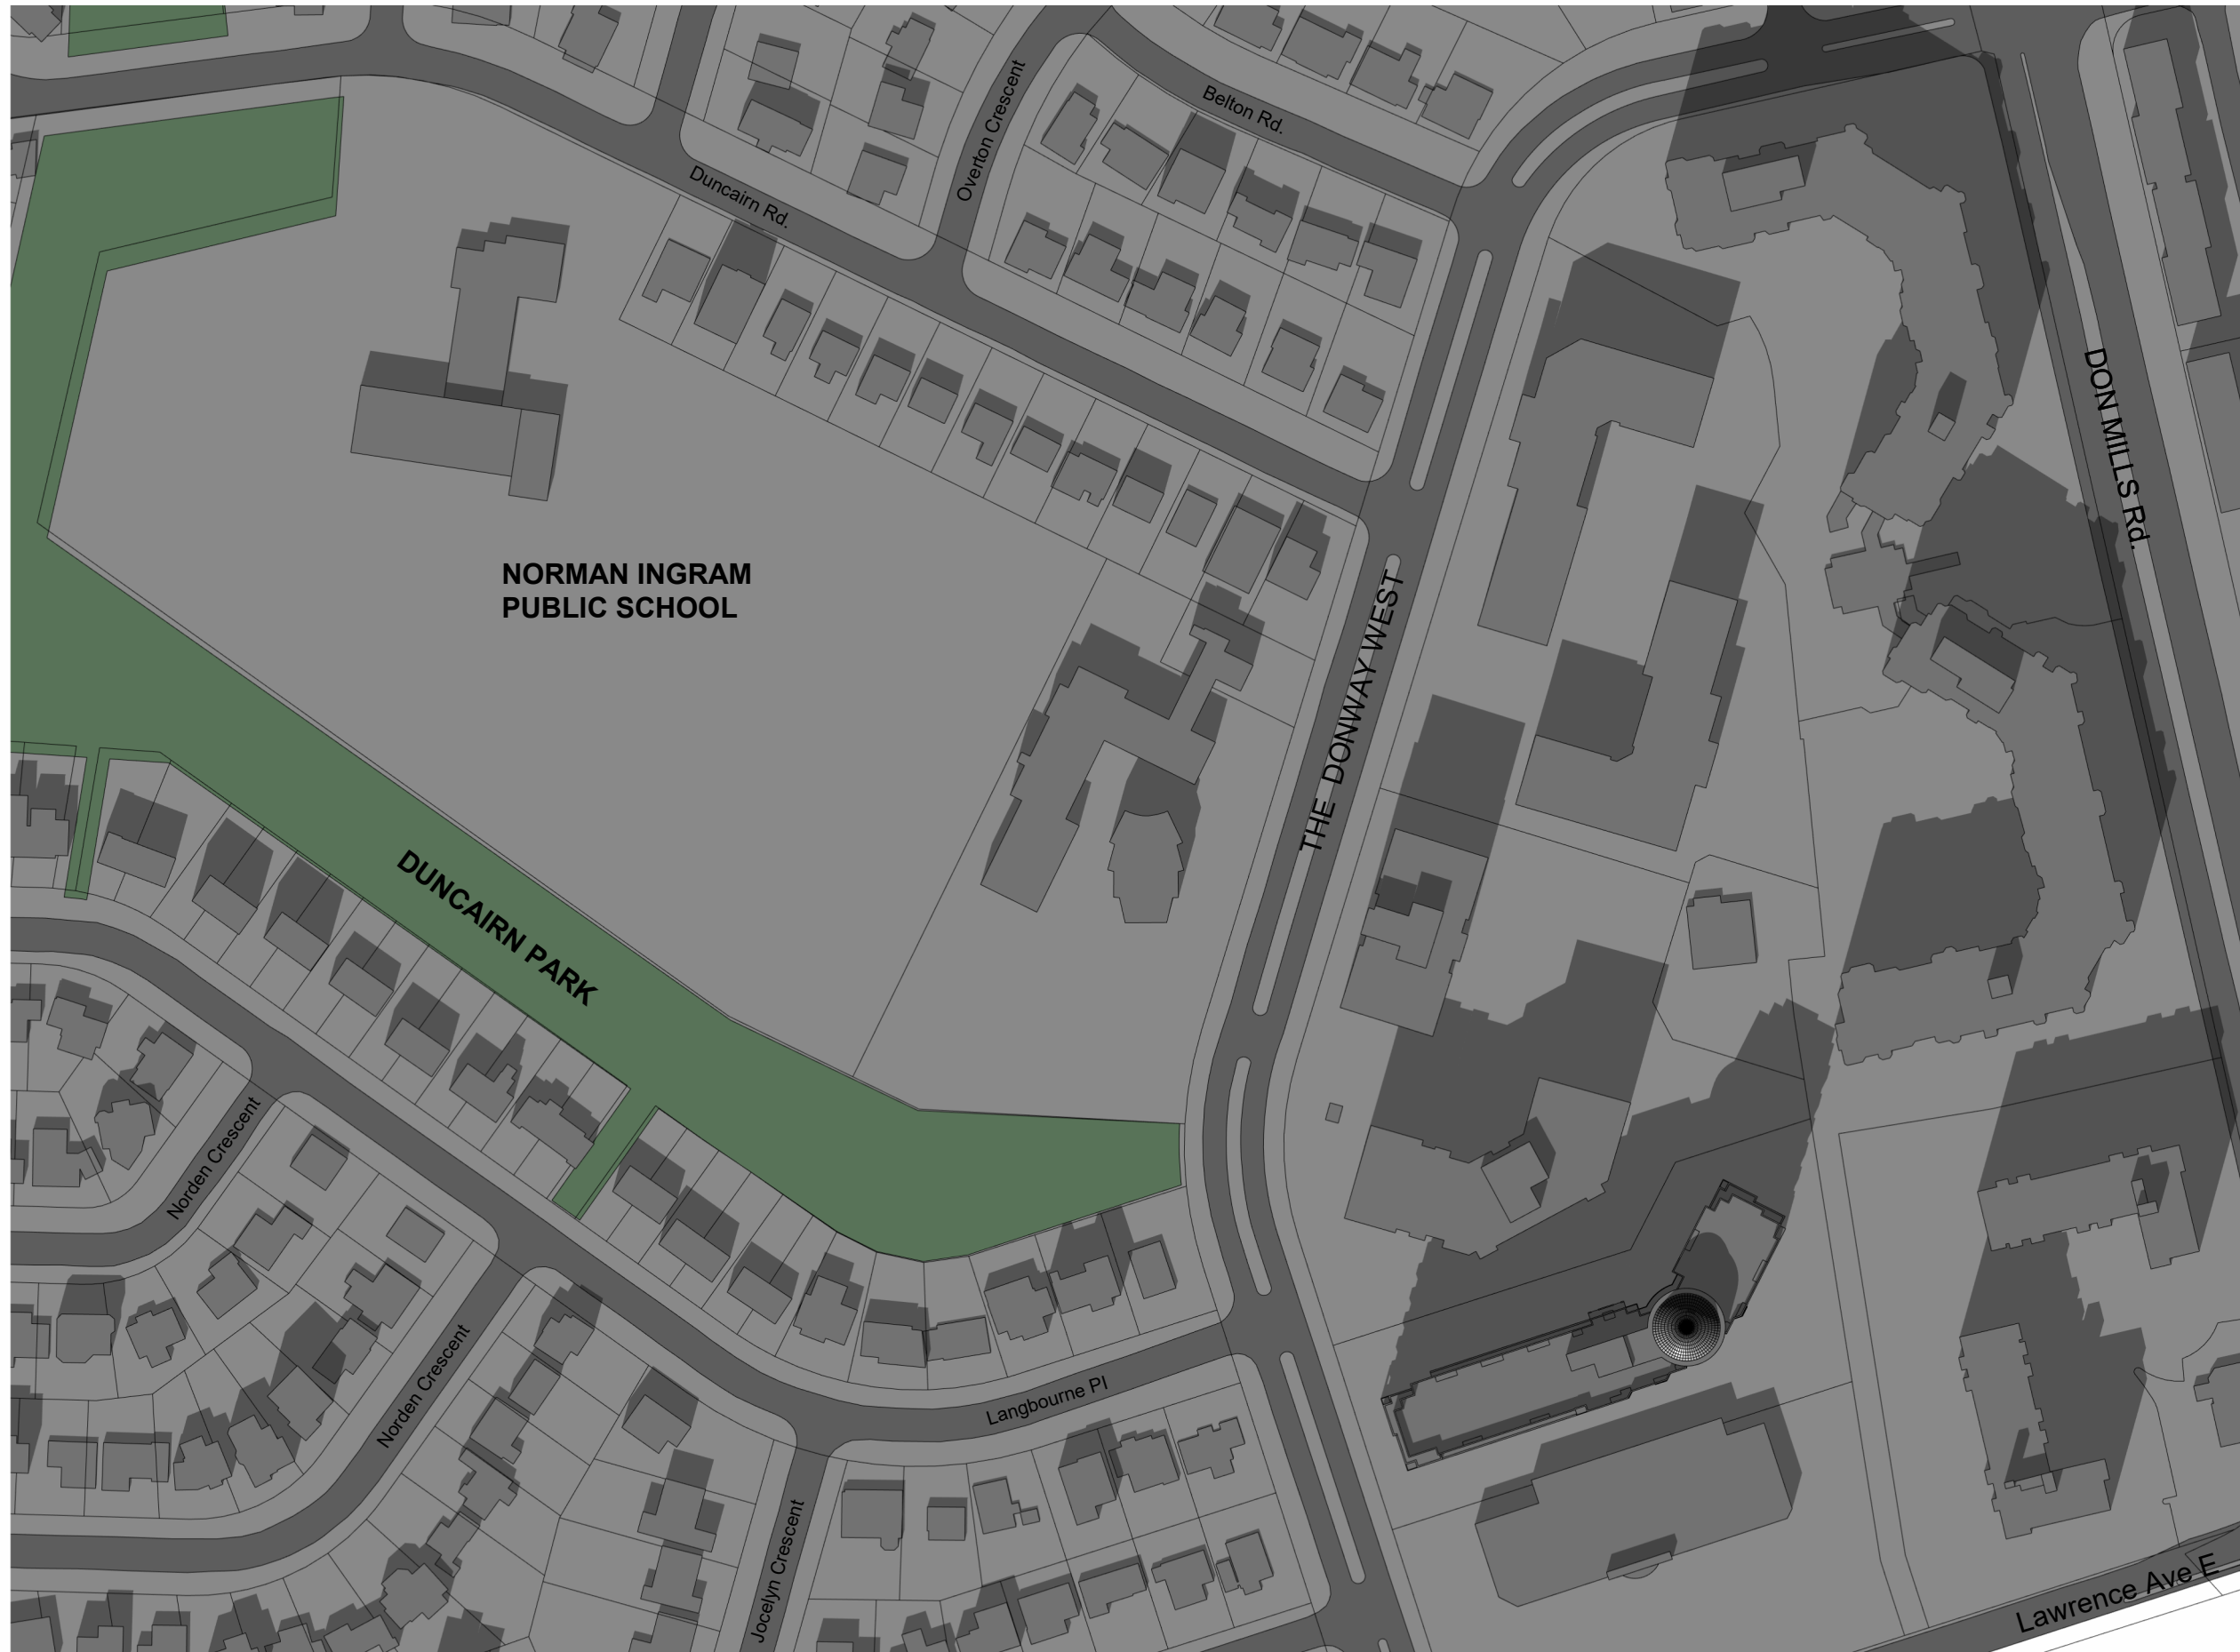 Belton Rd.
Overton Crescent
Duncairn Rd.
DON MILLS Rd.
NORMAN INGRAM
PUBLIC SCHOOL
THE DONWAY WEST
DUNCAIRN PARK
Norden Crescent
Norden Crescent
Langbourne Pl
Jocelyn Crescent
Lawrence Ave E